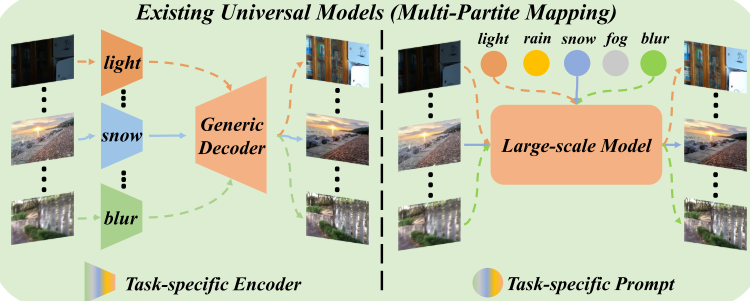 Existing Universal Models (Multi-Partite Mapping)
light
snow
blur
Generic
Decoder
Task-specific Encoder
light rain snow fog blur
Large-scale Model
Task-specific Prompt